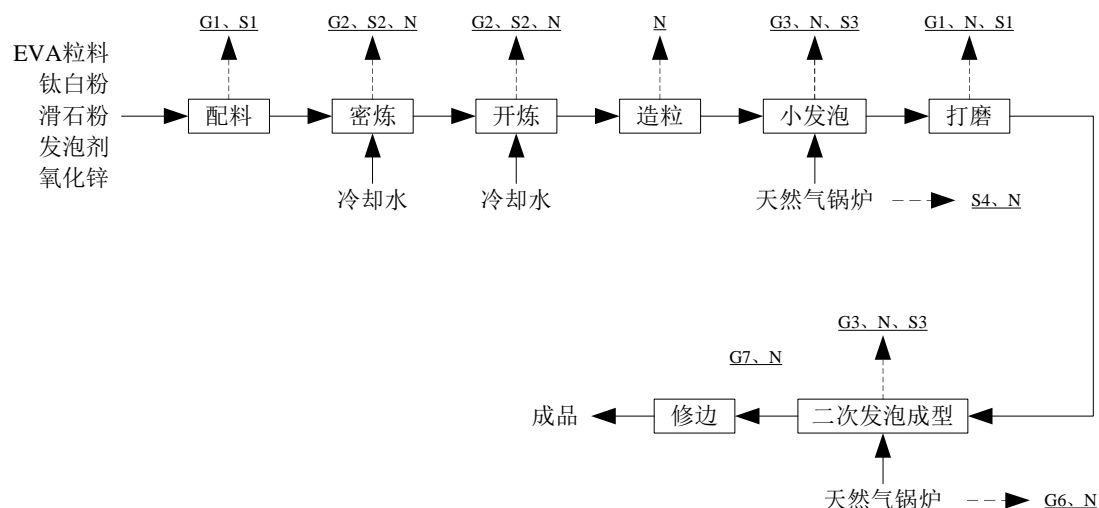 G1、S1
G2、S2、N
G2、S2、N
N
G3、N、S3
G1、N、S1
EVA粒料
钛白粉
滑石粉
发泡剂
氧化锌
配料
密炼
开炼
造粒
小发泡
打磨
冷却水
冷却水
天然气锅炉
S4、N
G3、N、S3
G7、N
成品
修边
二次发泡成型
天然气锅炉
G6、N